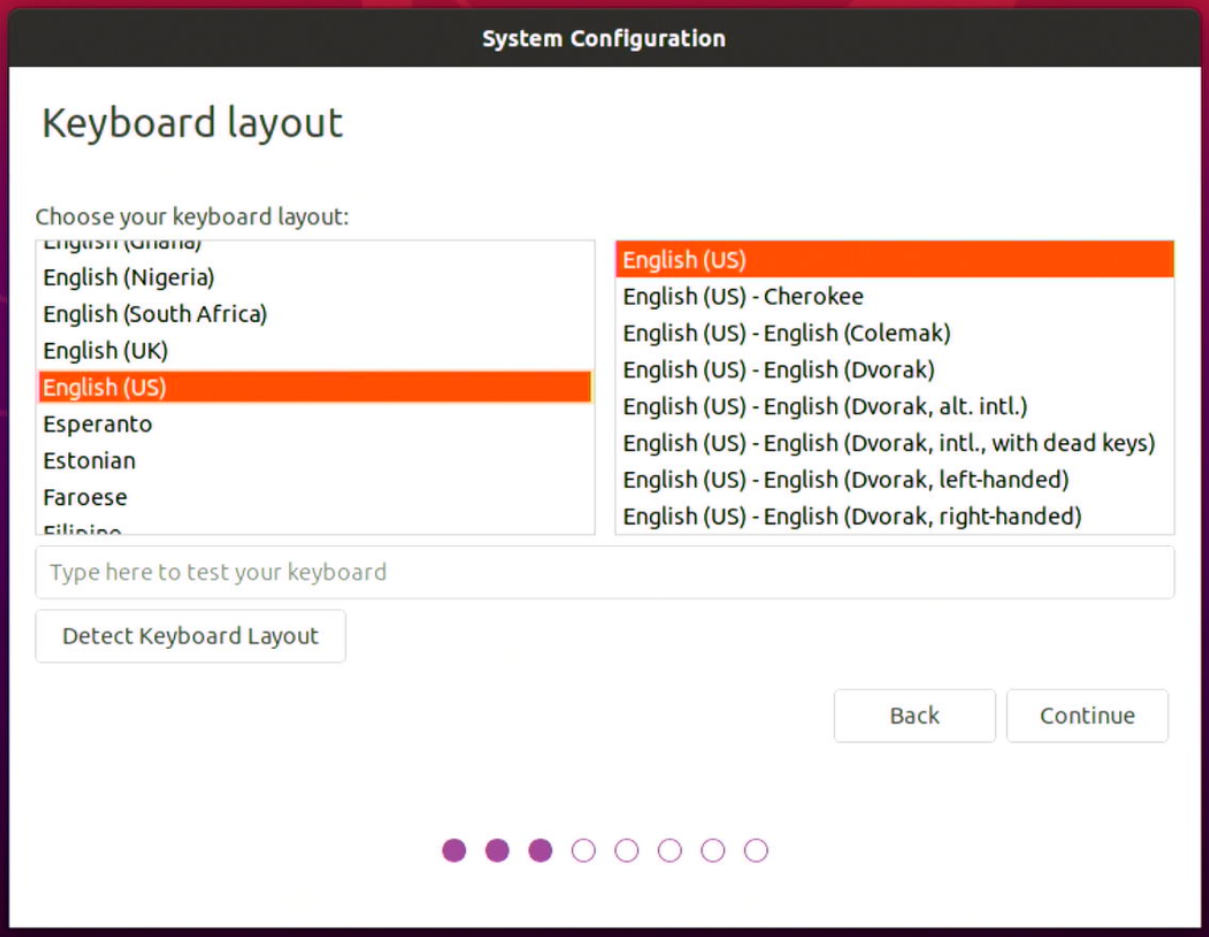 System Configuration
Keyboard layout
Choose your keyboard layout:
English (Ghana)
English (Nigeria)
English (South Africa)
English (UK)
English (US)
Esperanto
Estonian
Faroese
Filipino
English (US)
English (US) - Cherokee
English (US) - English (Colemak)
English (US) - English (Dvorak)
English (US) - English (Dvorak, alt. intl.)
English (US) - English (Dvorak, intl., with dead keys)
English (US) - English (Dvorak, left-handed)
English (US) - English (Dvorak, right-handed)
Type here to test your keyboard
Detect Keyboard Layout
Back
Continue